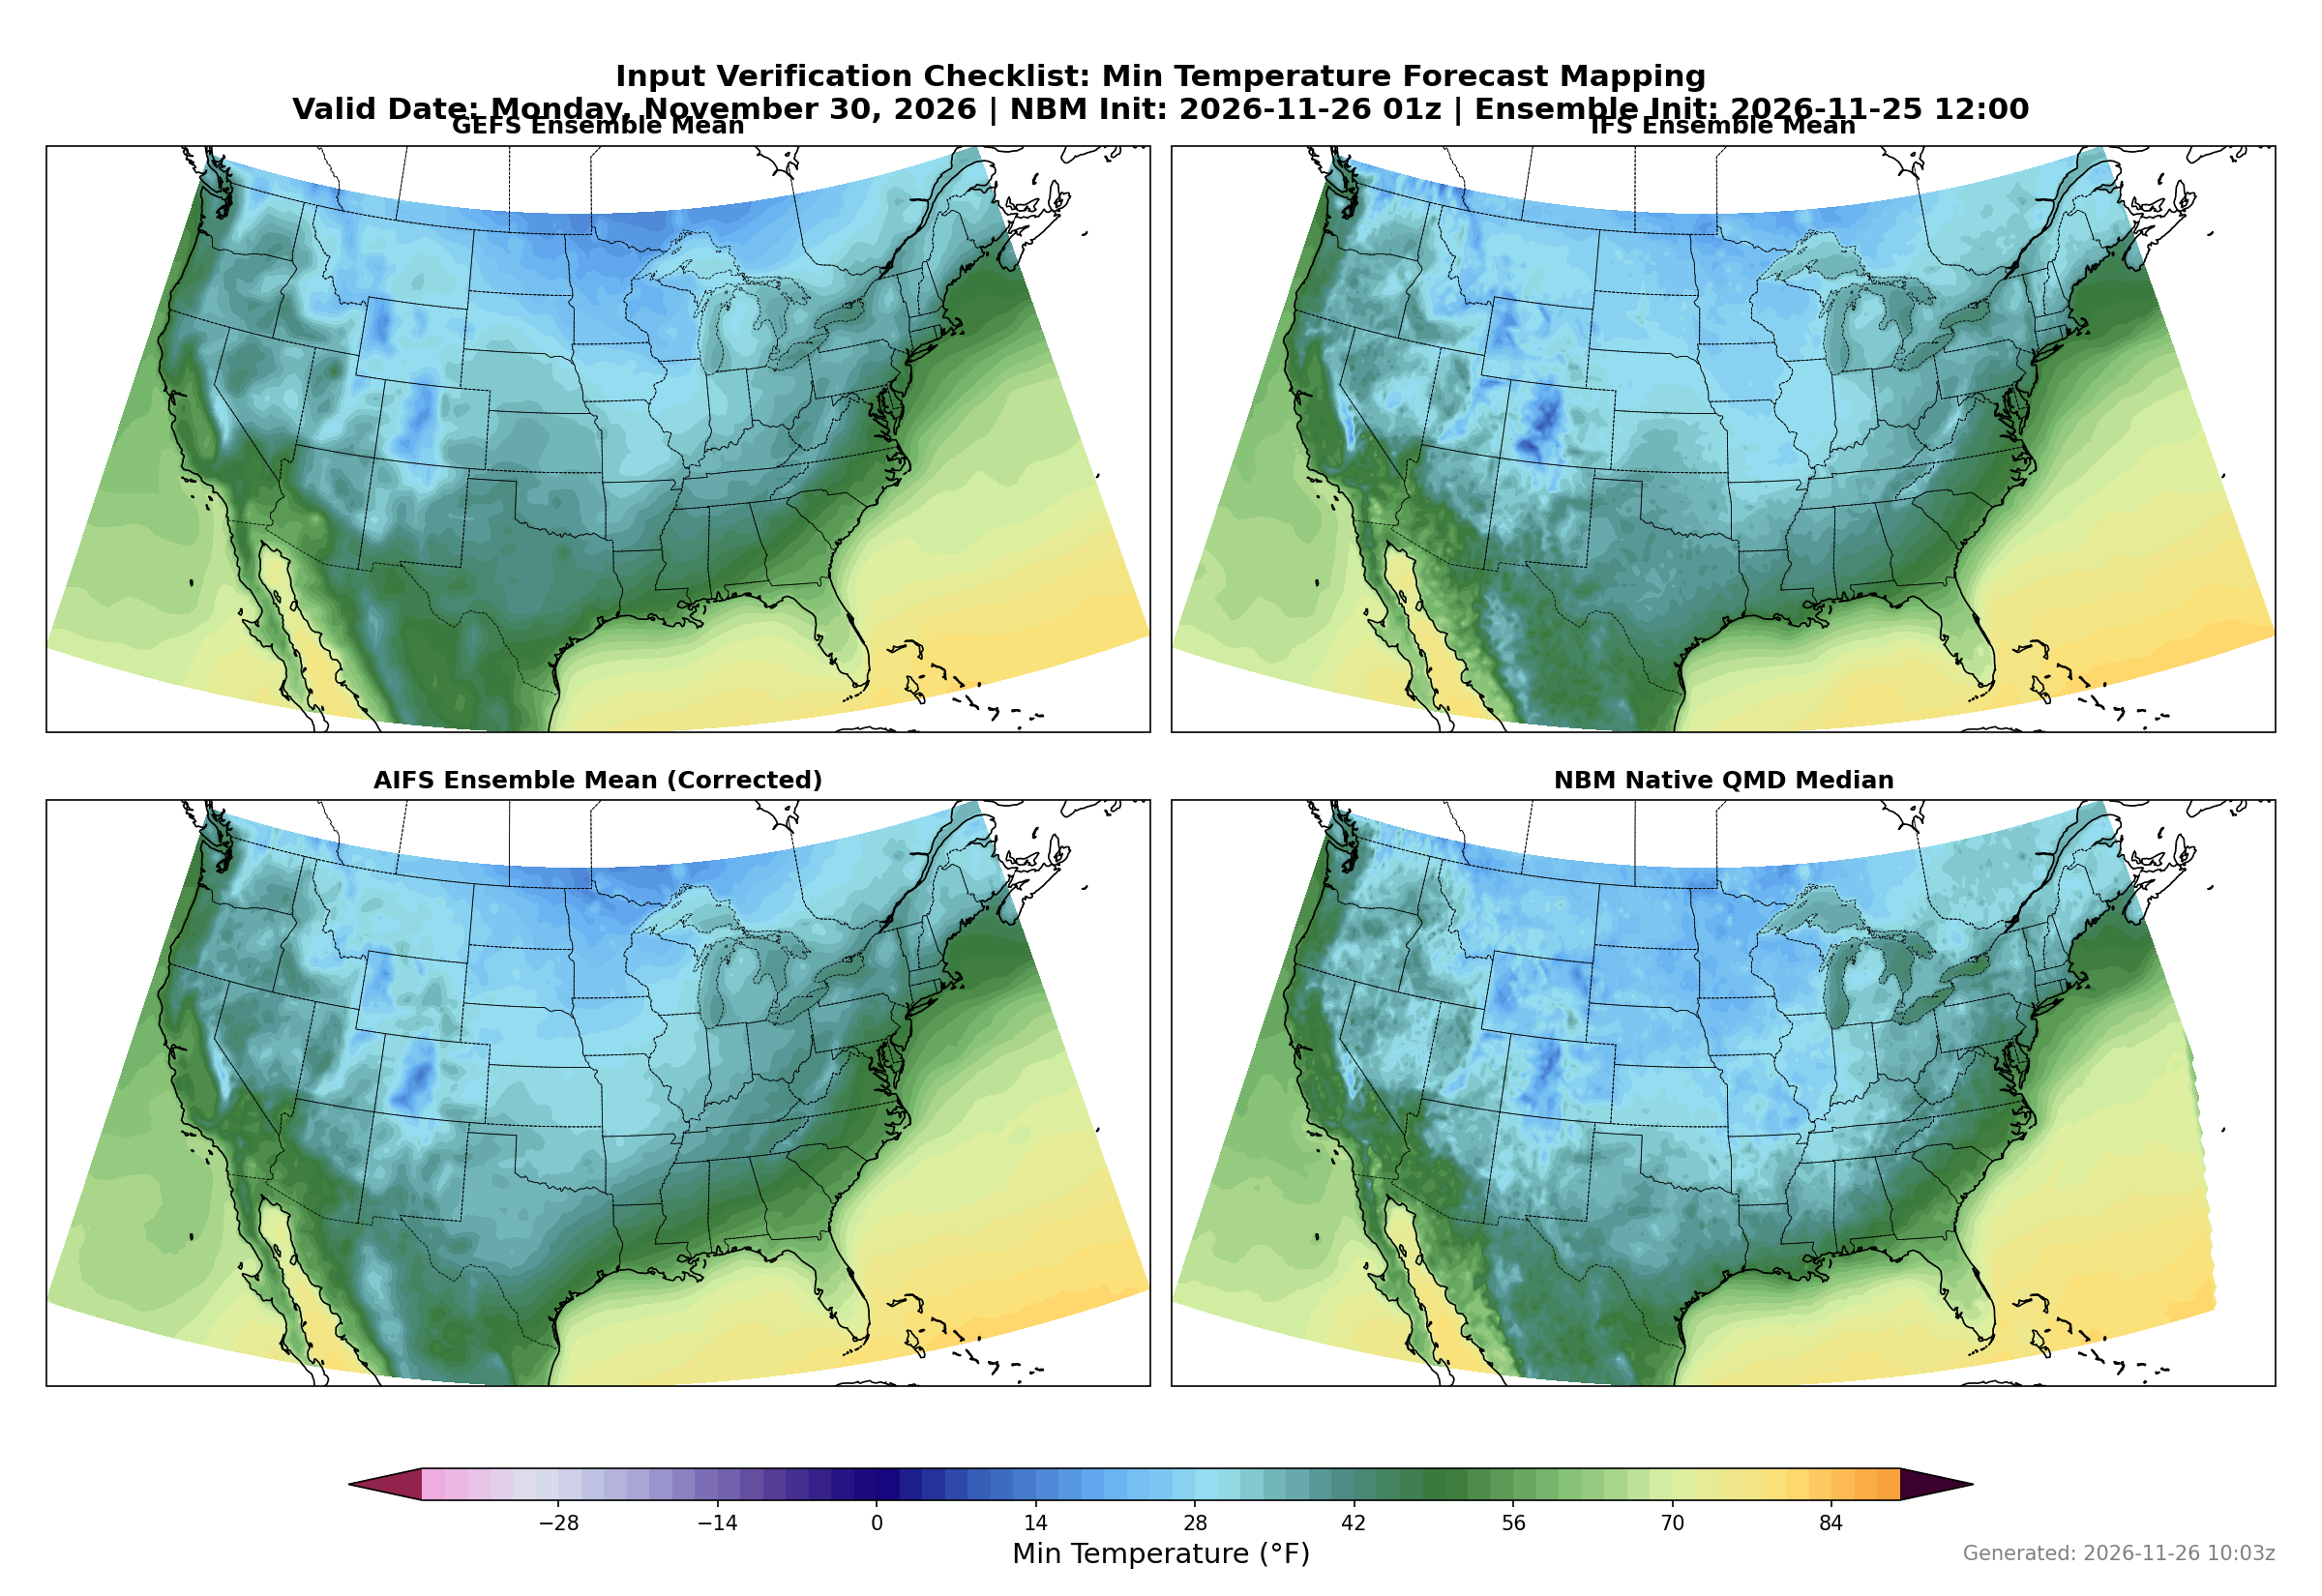 Input Verification Checklist: Min Temperature Forecast Mapping
Valid Date: Monday, November 30, 2026 | NBM Init: 2026-11-26 01z | Ensemble Init: 2026-11-25 12:00
GEFS Ensemble Mean
IFS Ensemble Mean
AIFS Ensemble Mean (Corrected)
NBM Native QMD Median
−28 −14 0 14 28 42 56 70 84
Min Temperature (°F)
Generated: 2026-11-26 10:03z